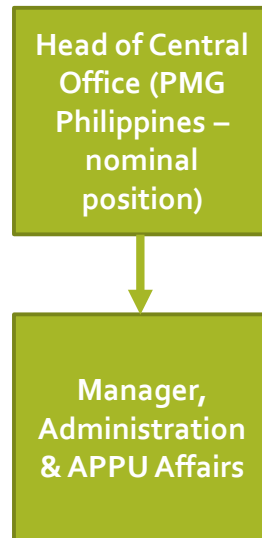 Head of Central
Office (PMG
Philippines –
nominal
position)
Manager,
Administration
& APPU Affairs